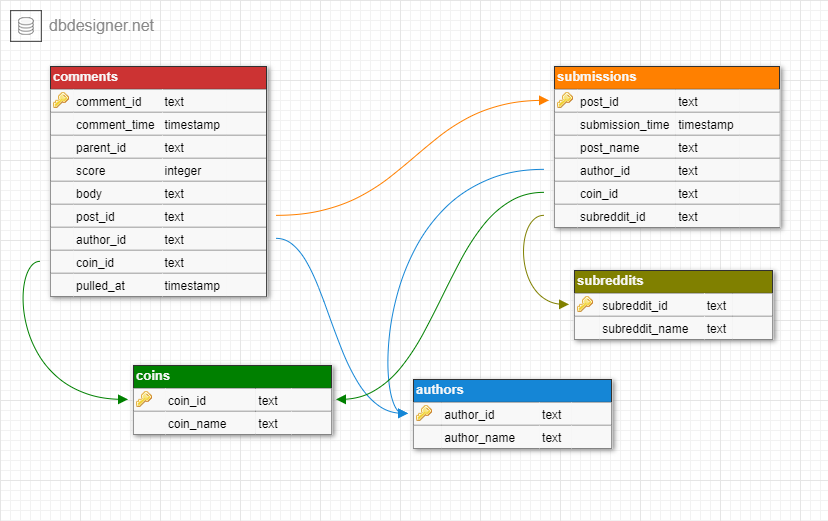 dbdesigner.net
comments
comment_id text
comment_time timestamp
parent_id text
score integer
body text
post_id text
author_id text
coin_id text
pulled_at timestamp
submissions
post_id text
submission_time timestamp
post_name text
author_id text
coin_id text
subreddit_id text
subreddits
subreddit_id text
subreddit_name text
coins
coin_id text
coin_name text
authors
author_id text
author_name text